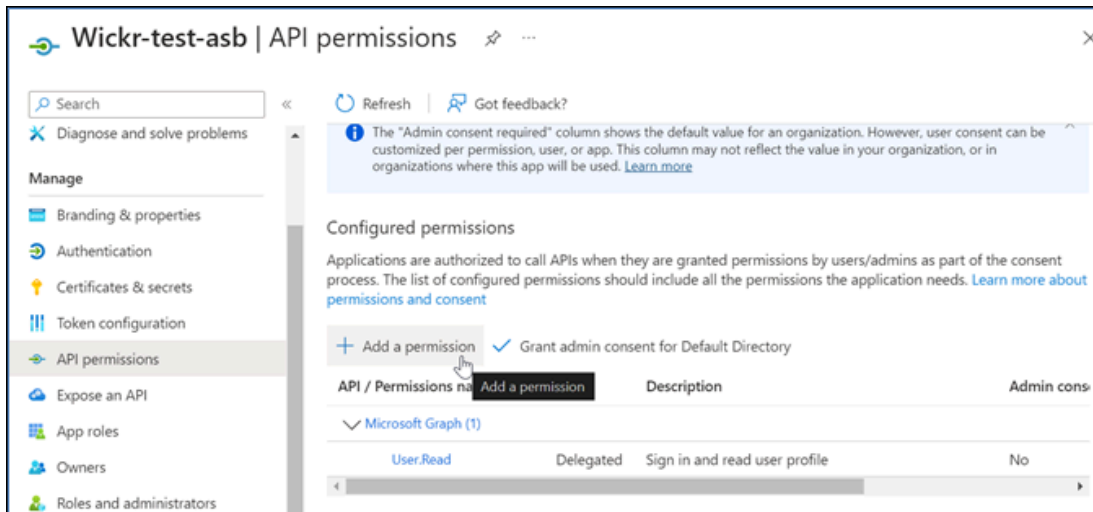 Wickr-test-asb | API permissions
Search
Diagnose and solve problems
Manage
Branding & properties
Authentication
Certificates & secrets
Token configuration
API permissions
Expose an API
App roles
Owners
Roles and administrators
Refresh
Got feedback?
The "Admin consent required" column shows the default value for an organization. However, user consent can be
customized per permission, user, or app. This column may not reflect the value in your organization, or in
organizations where this app will be used. Learn more
Configured permissions
Applications are authorized to call APIs when they are granted permissions by users/admins as part of the consent
process. The list of configured permissions should include all the permissions the application needs. Learn more about
permissions and consent
Add a permission
Grant admin consent for Default Directory
API / Permissions na
Add a permission
Description
Admin cons
Microsoft Graph (1)
User.Read Delegated Sign in and read user profile No